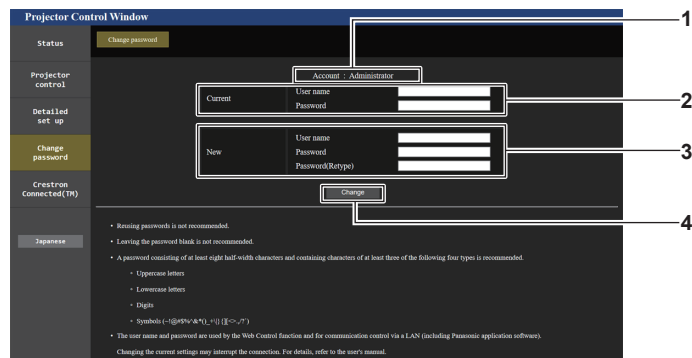 Projector Control Window
1
Status
Change password
Projector
control
Account : Administrator
Current
User name
Password
2
Detailed
set up
New
User name
Password
Password(Retype)
3
Change
password
Change
4
Crestron
Connected(TM)
Japanese
• Reusing passwords is not recommended.
• Leaving the password blank is not recommended.
• A password consisting of at least eight half-width characters and containing characters of at least three of the following four types is recommended.
• Uppercase letters
• Lowercase letters
• Digits
• Symbols (~!@#$%^&*()_+\|}{][<>.,/?`)
• The user name and password are used by the Web Control function and for communication control via a LAN (including Panasonic application software).
Changing the current settings may interrupt the connection. For details, refer to the user's manual.